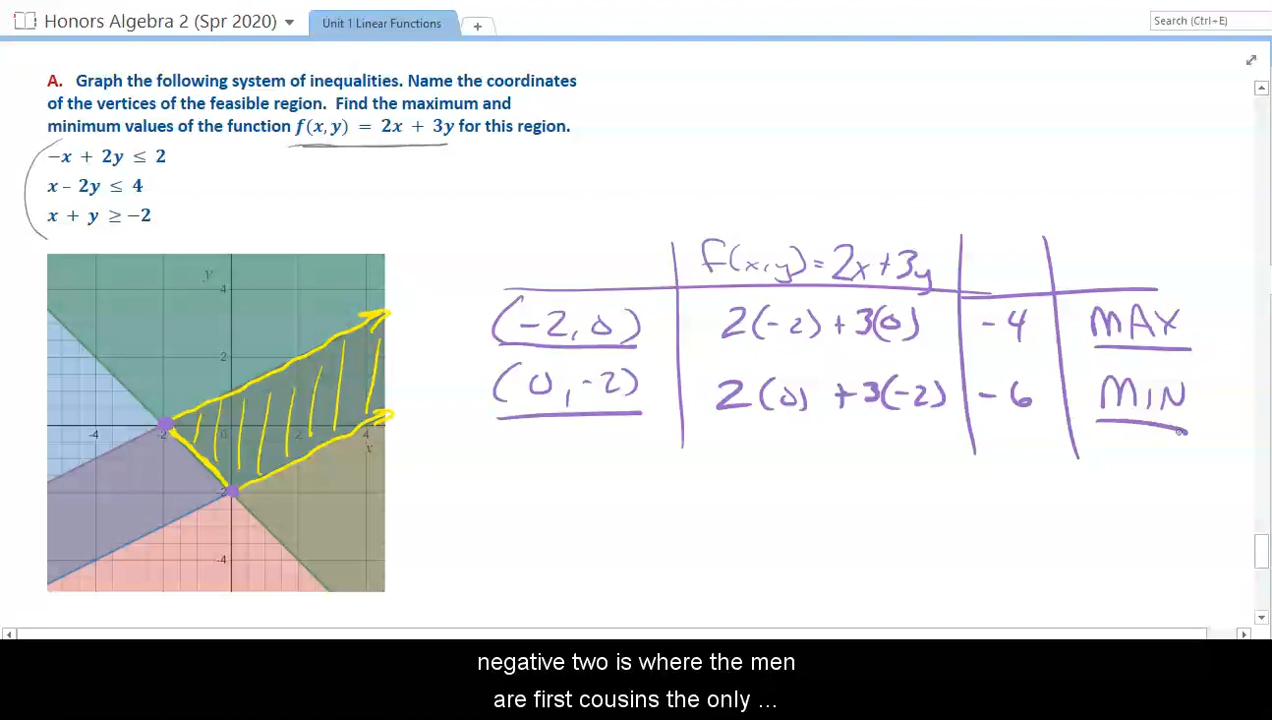 Honors Algebra 2 (Spr 2020)
Unit 1 Linear Functions
+
Search (Ctrl+E)
A. Graph the following system of inequalities. Name the coordinates
of the vertices of the feasible region. Find the maximum and
minimum values of the function f(x, y) = 2x + 3y for this region.
-x + 2y ≤ 2
x - 2y ≤ 4
x + y ≥ -2
f(x,y) = 2x+3y
(-2,0) 2(-2) + 3(0) -4 MAX
(0,-2) 2(0) + 3(-2) -6 MIN
y
4
2
-4 -2 0 2 4
x
-2
-4
negative two is where the men
are first cousins the only ...